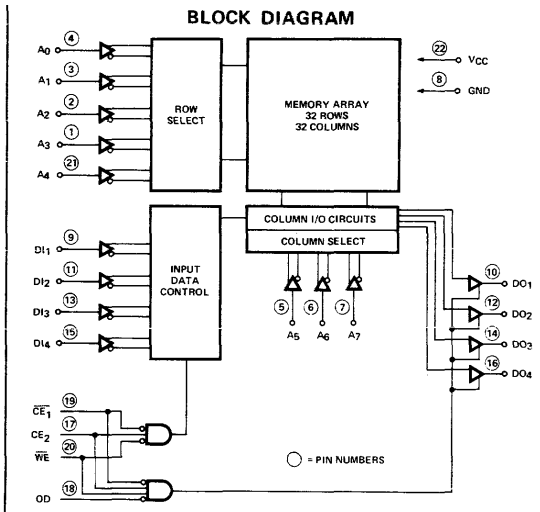 BLOCK DIAGRAM
4
A0
3
A1
2
A2
1
A3
21
A4
ROW
SELECT
MEMORY ARRAY
32 ROWS
32 COLUMNS
22
VCC
8
GND
COLUMN I/O CIRCUITS
COLUMN SELECT
9
DI1
11
DI2
13
DI3
15
DI4
INPUT
DATA
CONTROL
5
6
7
A5
A6
A7
10
DO1
12
DO2
14
DO3
16
DO4
19
CE1
17
CE2
20
WE
18
OD
= PIN NUMBERS